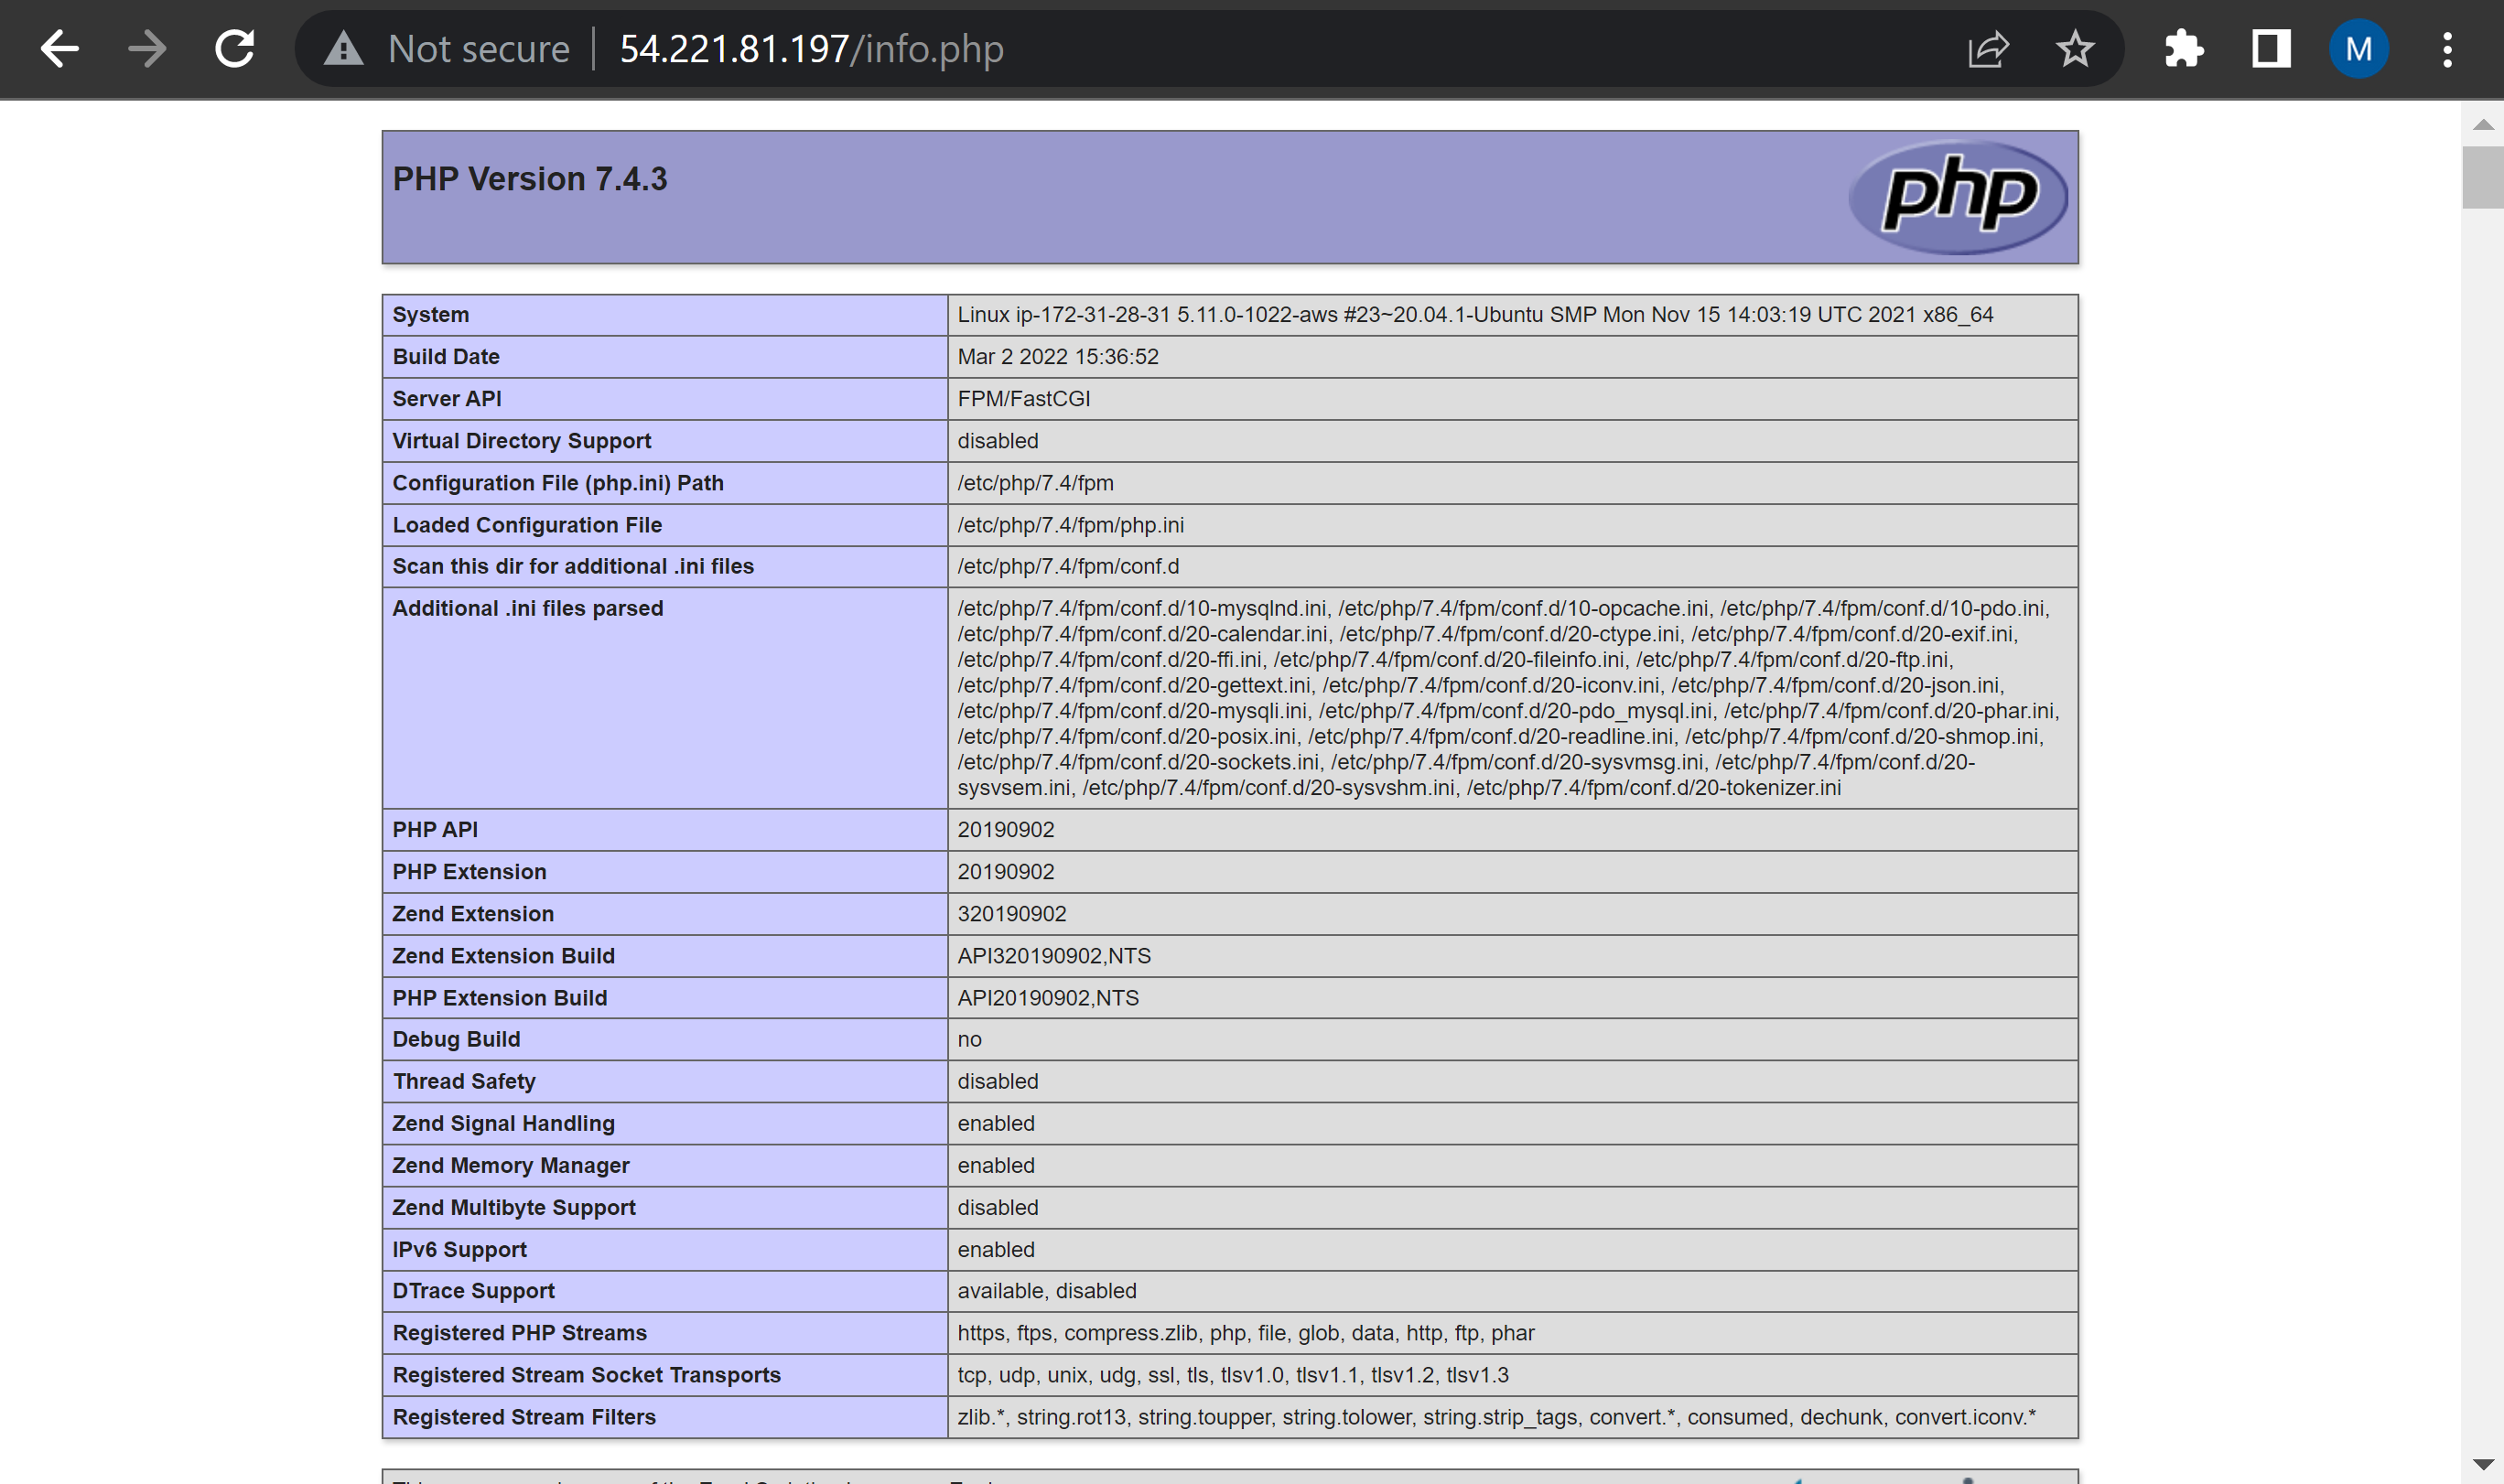 Not secure | 54.221.81.197/info.php
M
PHP Version 7.4.3
php
System Linux ip-172-31-28-31 5.11.0-1022-aws #23~20.04.1-Ubuntu SMP Mon Nov 15 14:03:19 UTC 2021 x86_64
Build Date Mar 2 2022 15:36:52
Server API FPM/FastCGI
Virtual Directory Support disabled
Configuration File (php.ini) Path /etc/php/7.4/fpm
Loaded Configuration File /etc/php/7.4/fpm/php.ini
Scan this dir for additional .ini files /etc/php/7.4/fpm/conf.d
Additional .ini files parsed /etc/php/7.4/fpm/conf.d/10-mysqlnd.ini, /etc/php/7.4/fpm/conf.d/10-opcache.ini, /etc/php/7.4/fpm/conf.d/10-pdo.ini,
/etc/php/7.4/fpm/conf.d/20-calendar.ini, /etc/php/7.4/fpm/conf.d/20-ctype.ini, /etc/php/7.4/fpm/conf.d/20-exif.ini,
/etc/php/7.4/fpm/conf.d/20-ffi.ini, /etc/php/7.4/fpm/conf.d/20-fileinfo.ini, /etc/php/7.4/fpm/conf.d/20-ftp.ini,
/etc/php/7.4/fpm/conf.d/20-gettext.ini, /etc/php/7.4/fpm/conf.d/20-iconv.ini, /etc/php/7.4/fpm/conf.d/20-json.ini,
/etc/php/7.4/fpm/conf.d/20-mysqli.ini, /etc/php/7.4/fpm/conf.d/20-pdo_mysql.ini, /etc/php/7.4/fpm/conf.d/20-phar.ini,
/etc/php/7.4/fpm/conf.d/20-posix.ini, /etc/php/7.4/fpm/conf.d/20-readline.ini, /etc/php/7.4/fpm/conf.d/20-shmop.ini,
/etc/php/7.4/fpm/conf.d/20-sockets.ini, /etc/php/7.4/fpm/conf.d/20-sysvmsg.ini, /etc/php/7.4/fpm/conf.d/20-
sysvsem.ini, /etc/php/7.4/fpm/conf.d/20-sysvshm.ini, /etc/php/7.4/fpm/conf.d/20-tokenizer.ini
PHP API 20190902
PHP Extension 20190902
Zend Extension 320190902
Zend Extension Build API320190902,NTS
PHP Extension Build API20190902,NTS
Debug Build no
Thread Safety disabled
Zend Signal Handling enabled
Zend Memory Manager enabled
Zend Multibyte Support disabled
IPv6 Support enabled
DTrace Support available, disabled
Registered PHP Streams https, ftps, compress.zlib, php, file, glob, data, http, ftp, phar
Registered Stream Socket Transports tcp, udp, unix, udg, ssl, tls, tlsv1.0, tlsv1.1, tlsv1.2, tlsv1.3
Registered Stream Filters zlib.*, string.rot13, string.toupper, string.tolower, string.strip_tags, convert.*, consumed, dechunk, convert.iconv.*